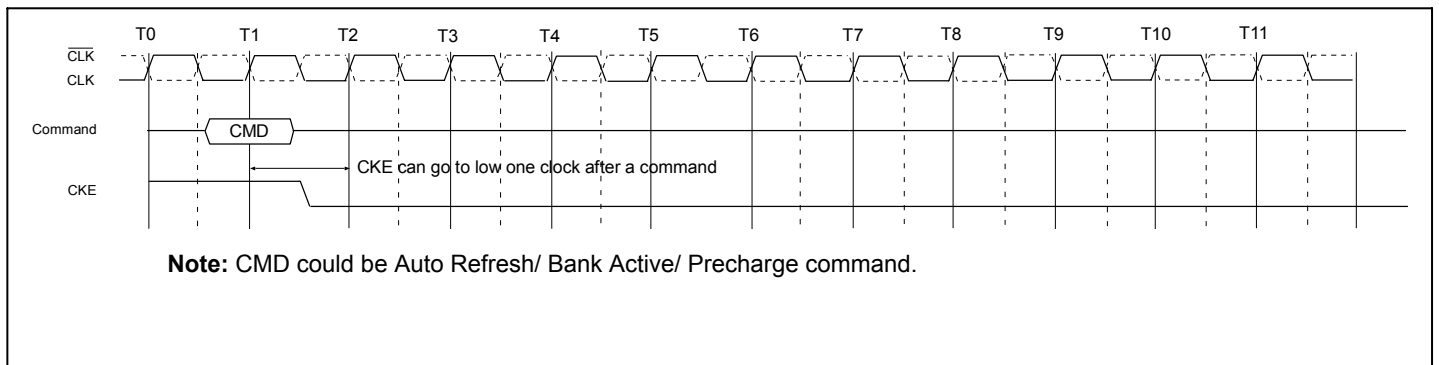 T0 T1 T2 T3 T4 T5 T6 T7 T8 T9 T10 T11
CLK
CLK
Command CMD
CKE can go to low one clock after a command
CKE
Note: CMD could be Auto Refresh/ Bank Active/ Precharge command.